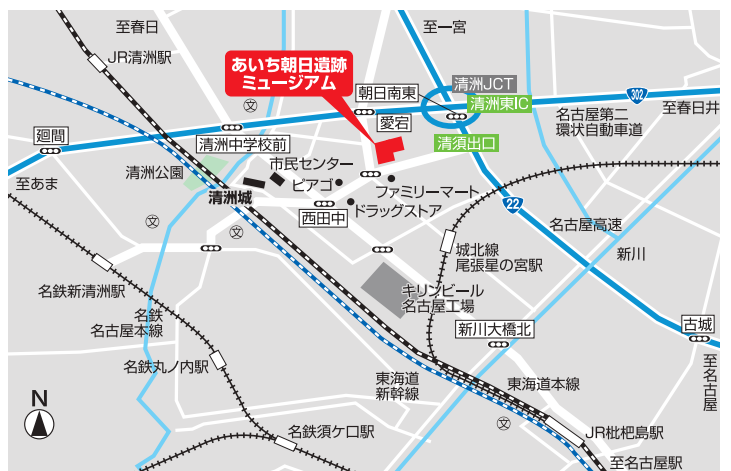 至春日
至一宮
JR清洲駅
あいち朝日遺跡
ミュージアム
清洲JCT
朝日南東
清洲東IC
302
名古屋第二
環状自動車道
至春日井
文
愛宕
廻間
清洲中学校前
清須出口
市民センター
清洲公園
ピアゴ
ファミリーマート
至あま
清洲城
ドラッグストア
西田中
22
名古屋高速
文
文
城北線
尾張星の宮駅
新川
名鉄新清洲駅
キリンビール
名古屋工場
名鉄
名古屋本線
新川大橋北
古城
名鉄丸ノ内駅
至名古屋
東海道
新幹線
東海道本線
N
名鉄須ケ口駅
文
JR枇杷島駅
至名古屋駅